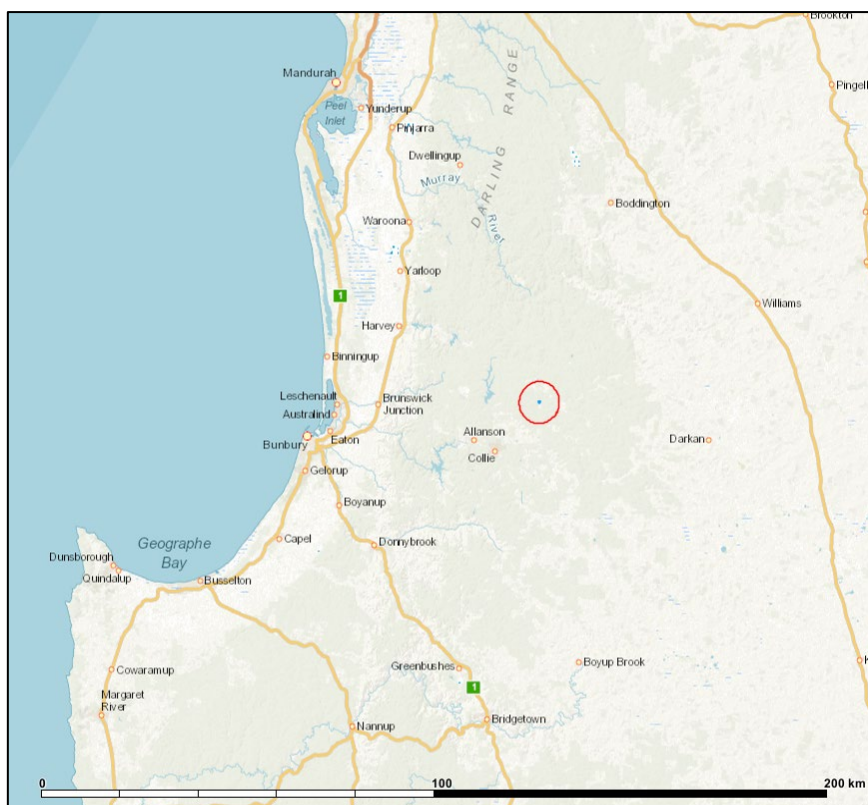 Brookton
Mandurah
Pingell
Peel
Inlet
Yunderup
DARLING RANGE
Pinjarra
Dwellingup
Murray
River
Boddington
Waroona
Yarloop
1
Williams
Harvey
Binningup
Leschenault
Brunswick
Junction
Australind
Allanson
Bunbury
Eaton
Darkan
Collie
Gelorup
Boyanup
Geographe
Bay
Capel
Donnybrook
Dunsborough
Quindalup
Busselton
Greenbushes
Boyup Brook
K
Cowaramup
1
Margaret
River
Bridgetown
Nannup
0
100
200 km